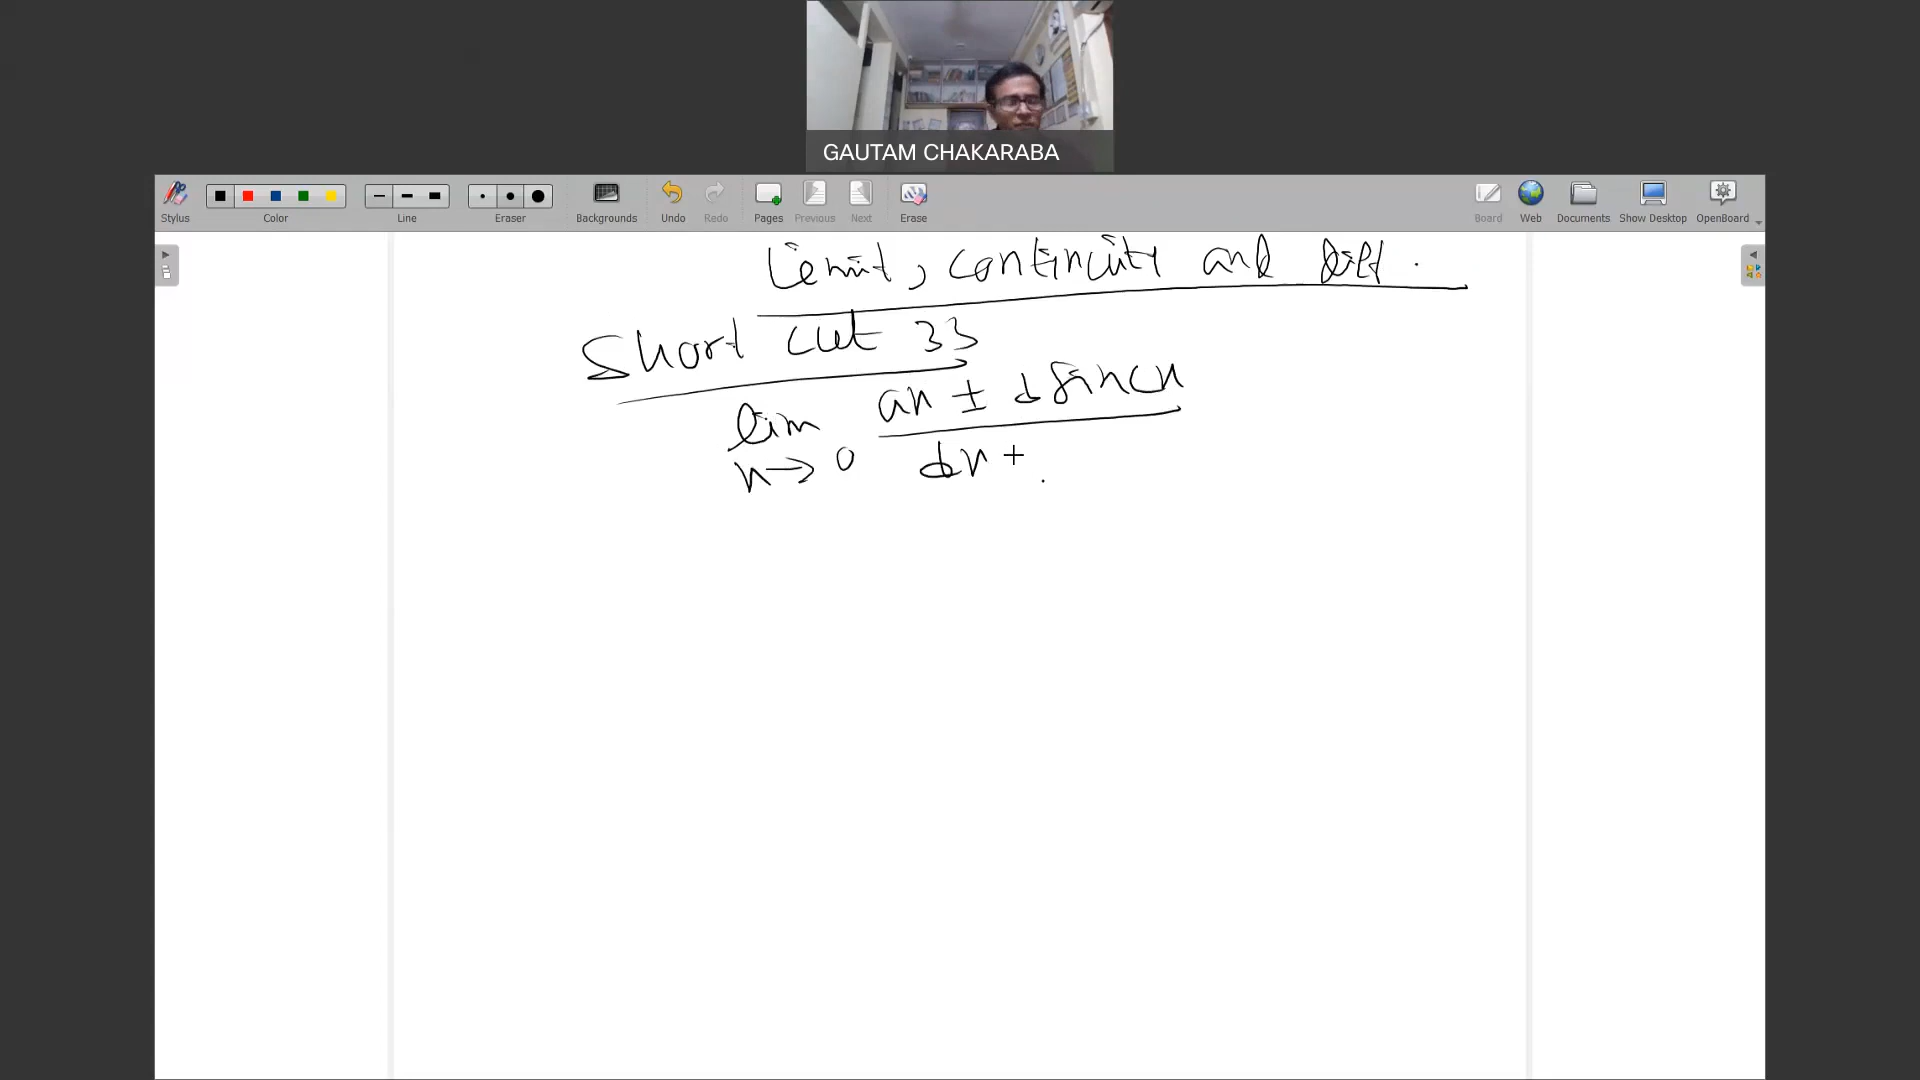 GAUTAM CHAKARABA
Stylus Color Line Eraser Backgrounds Undo Redo Pages Previous Next Erase Board Web Documents Show Desktop OpenBoard
Limit, continuity and diff.
Short cut 33
lim ax ± b sin cx
x→0 dx +